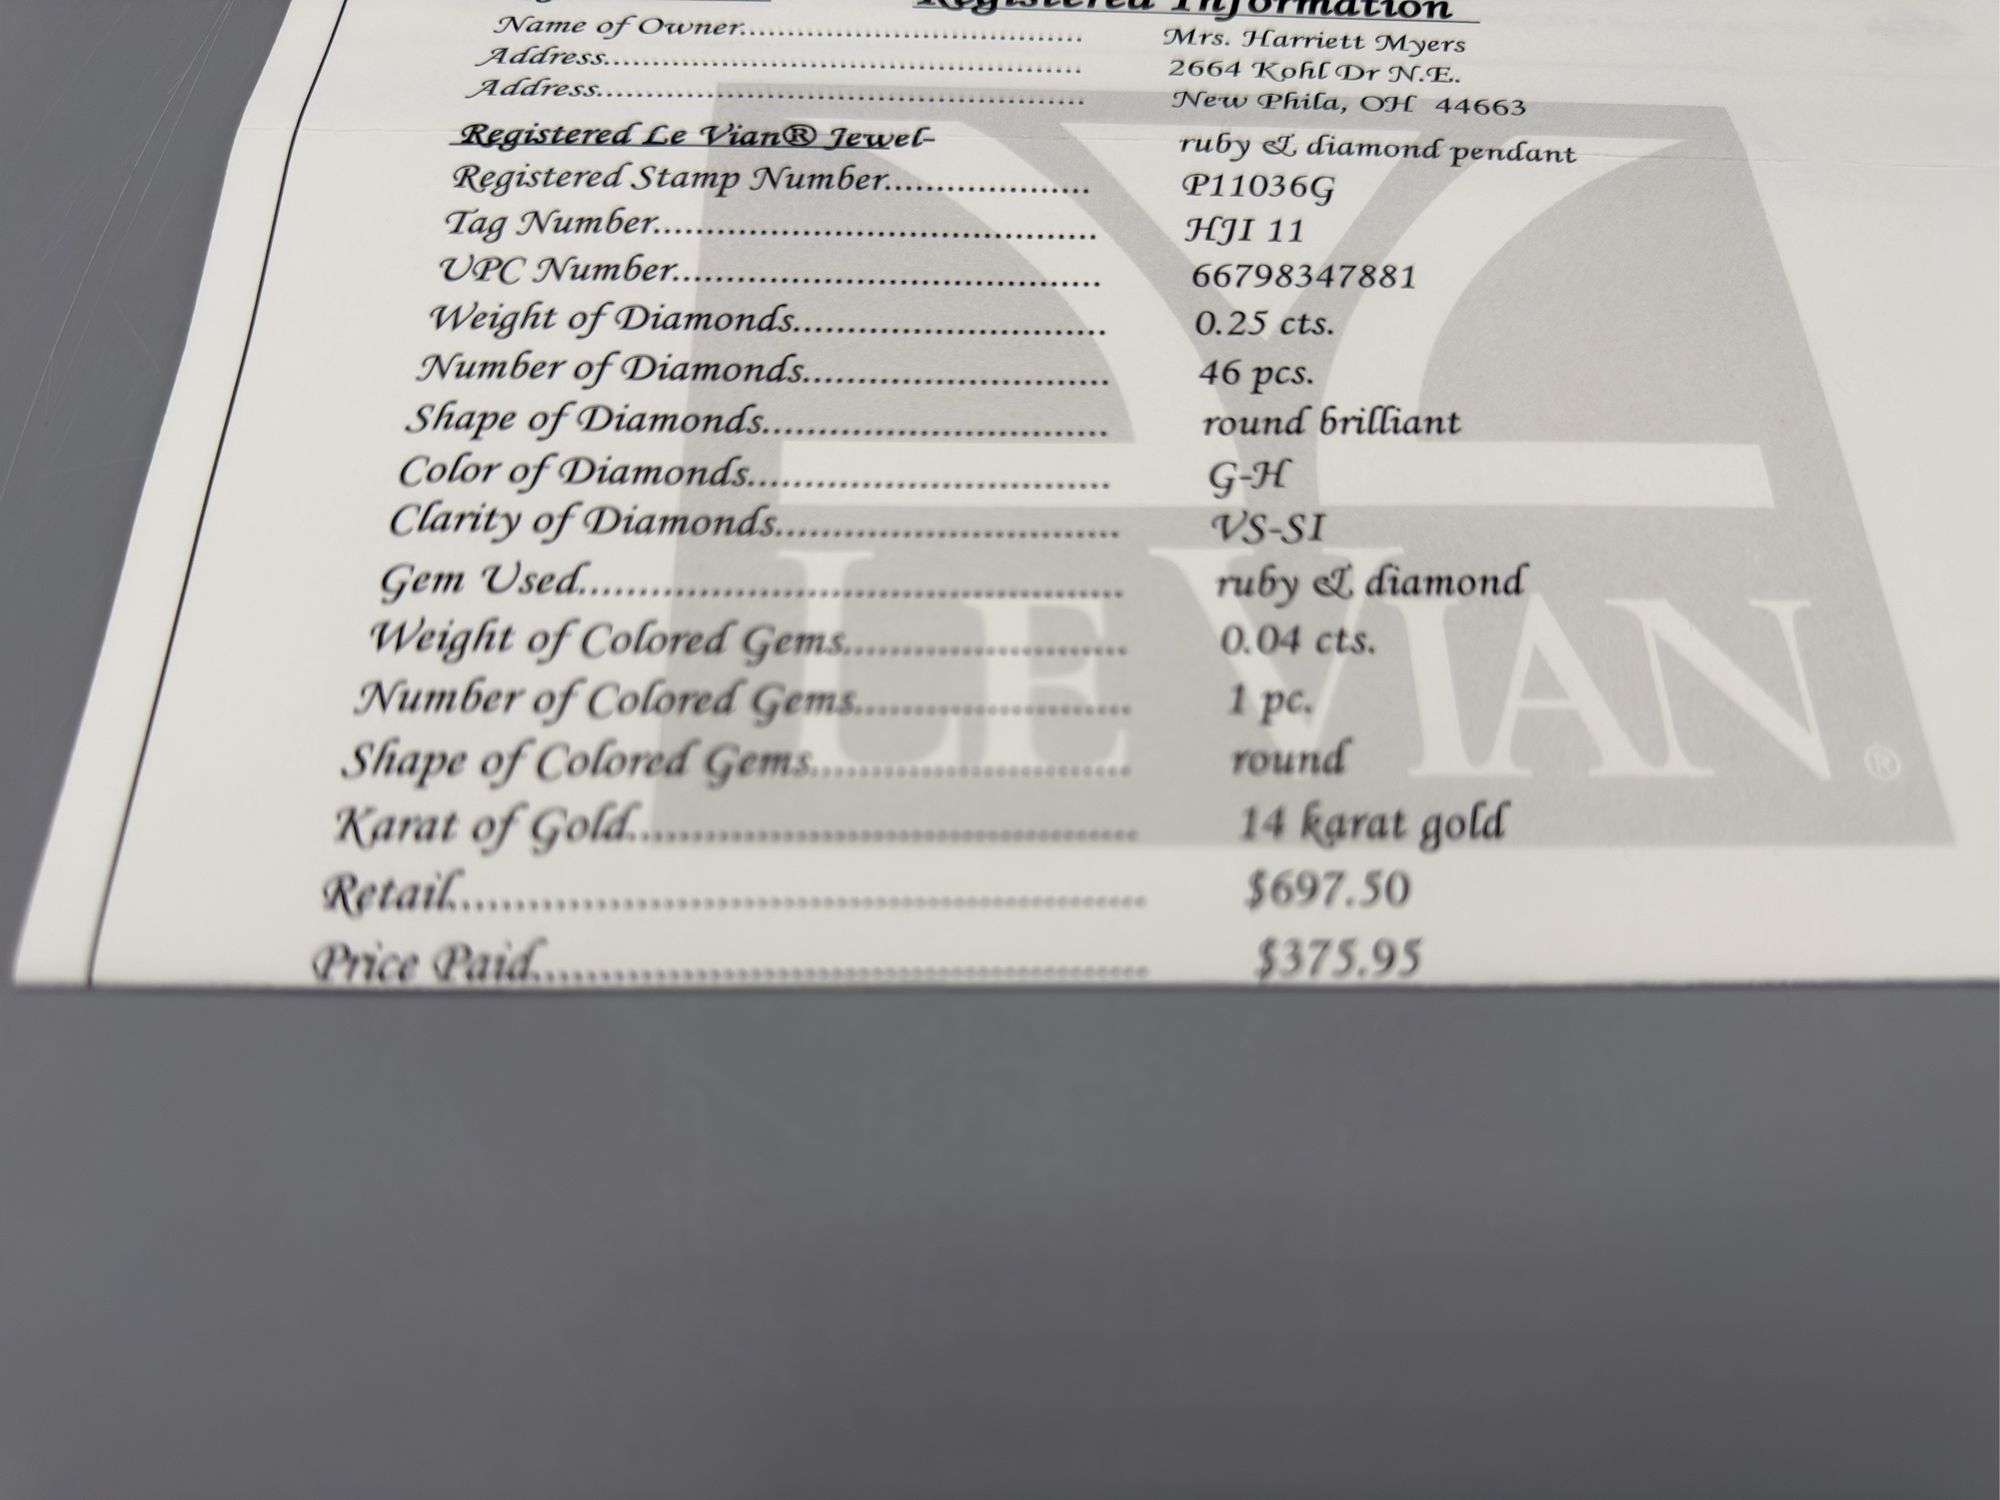 Registered Information
Name of Owner.................................... Mrs. Harriett Myers
Address.................................................. 2664 Kohl Dr N.E.
Address.................................................. New Phila, OH 44663
Registered Le Vian® Jewel- ruby & diamond pendant
Registered Stamp Number..................... P11036G
Tag Number............................................. HJI 11
UPC Number........................................... 66798347881
Weight of Diamonds................................ 0.25 cts.
Number of Diamonds.............................. 46 pcs.
Shape of Diamonds.................................. round brilliant
Color of Diamonds................................... G-H
Clarity of Diamonds................................ VS-SI
Gem Used................................................. ruby & diamond
Weight of Colored Gems......................... 0.04 cts.
Number of Colored Gems........................ 1 pc.
Shape of Colored Gems............................ round
Karat of Gold........................................... 14 karat gold
Retail........................................................ $697.50
Price Paid................................................. $375.95
LE VIAN®